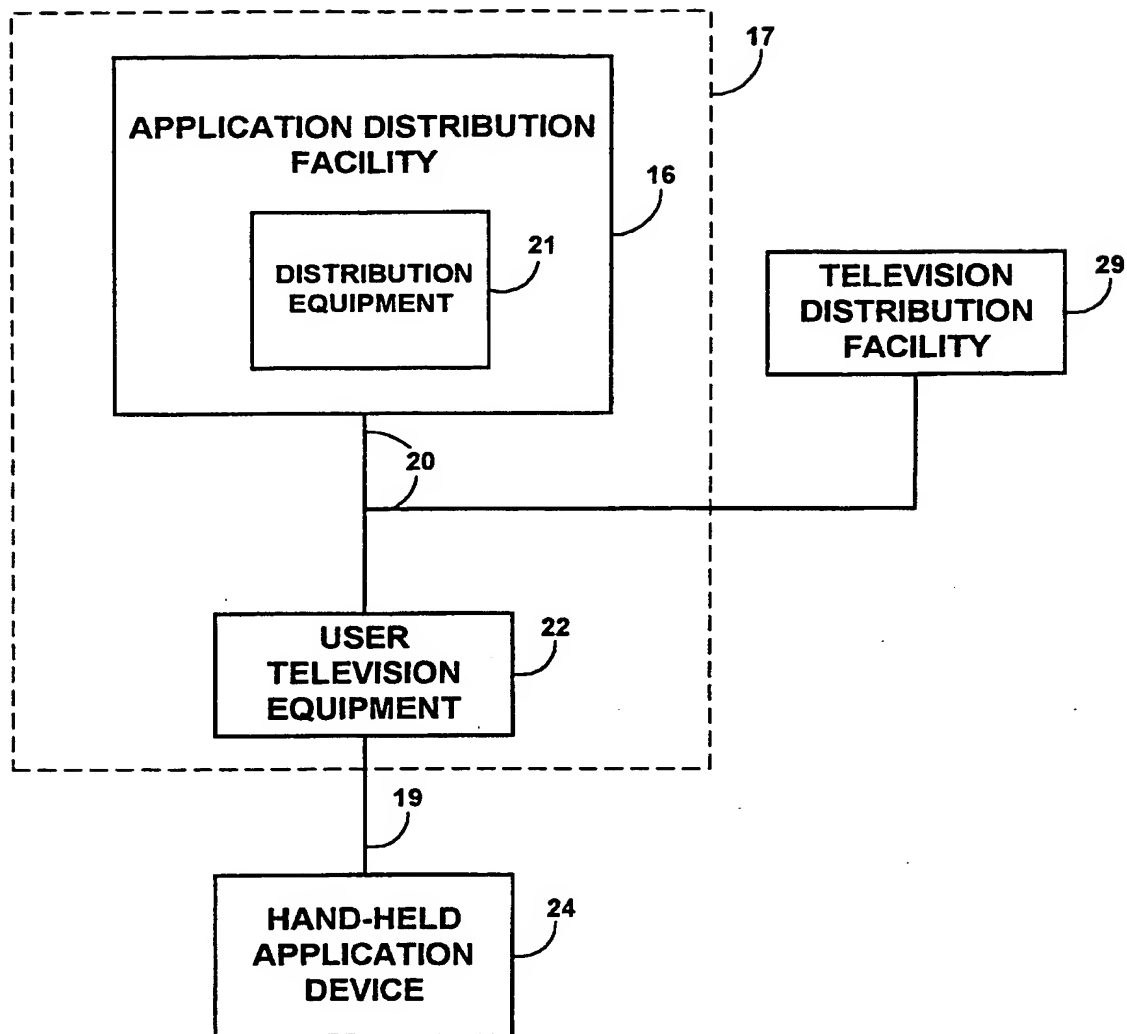 17
APPLICATION DISTRIBUTION
FACILITY
16
DISTRIBUTION
EQUIPMENT
21
TELEVISION
DISTRIBUTION
FACILITY
29
20
USER
TELEVISION
EQUIPMENT
22
19
HAND-HELD
APPLICATION
DEVICE
24